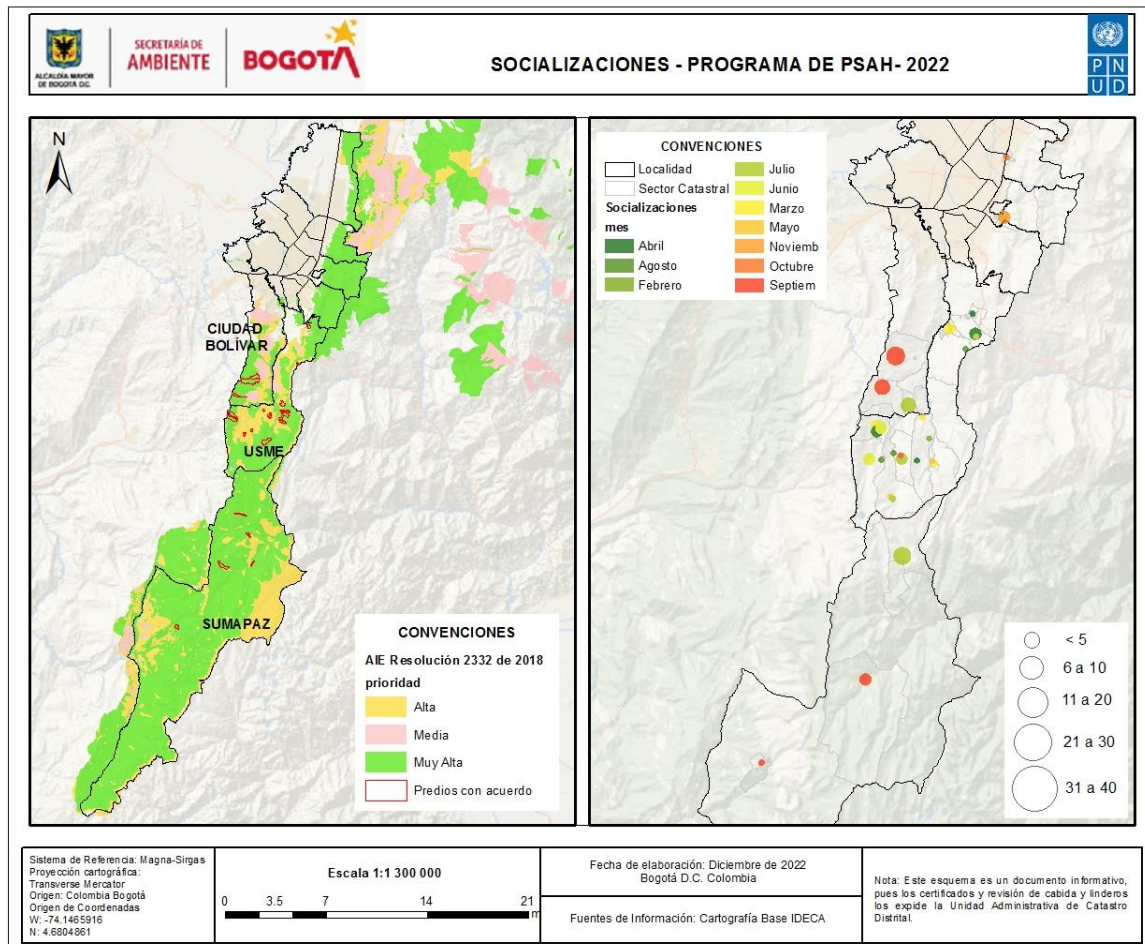 ALCALDÍA MAYOR
DE BOGOTÁ D.C.
SECRETARÍA DE
AMBIENTE
BOGOTÁ
SOCIALIZACIONES - PROGRAMA DE PSAH- 2022
P N
U D
N
CIUDAD
BOLÍVAR
USME
SUMAPAZ
CONVENCIONES
AIE Resolución 2332 de 2018
prioridad
Alta
Media
Muy Alta
Predios con acuerdo
CONVENCIONES
Localidad
Sector Catastral
Socializaciones
mes
Abril
Agosto
Febrero
Julio
Junio
Marzo
Mayo
Noviemb
Octubre
Septiem
< 5
6 a 10
11 a 20
21 a 30
31 a 40
Sistema de Referencia: Magna-Sirgas
Proyección cartográfica:
Transverse Mercator
Origen: Colombia Bogotá
Origen de Coordenadas
W: -74.1465916
N: 4.6804861
Escala 1:1 300 000
0 3.5 7 14 21
m
Fecha de elaboración: Diciembre de 2022
Bogotá D.C. Colombia
Fuentes de Información: Cartografía Base IDECA
Nota: Este esquema es un documento informativo,
pues los certificados y revisión de cabida y linderos
los expide la Unidad Administrativa de Catastro
Distrital.